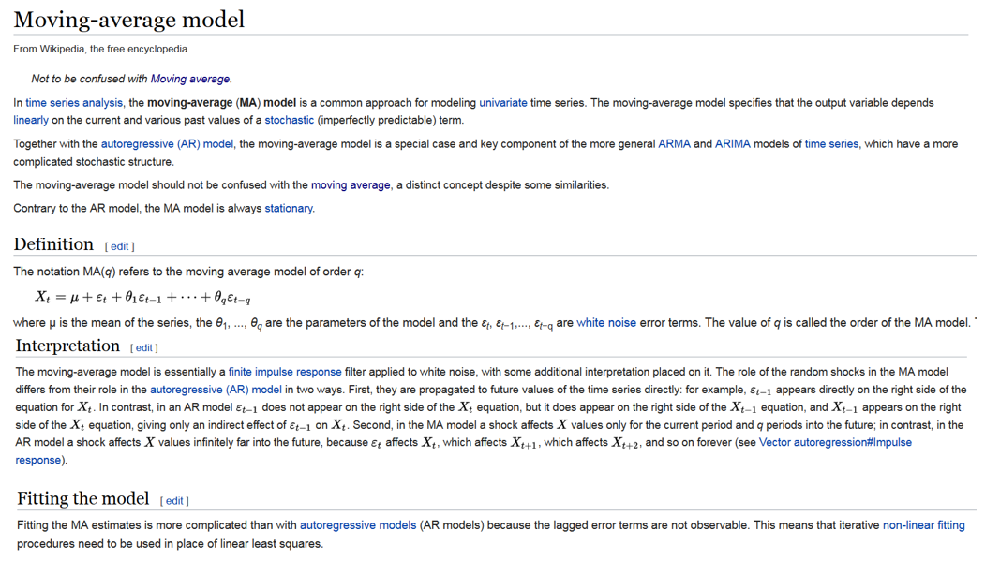 Moving-average model
From Wikipedia, the free encyclopedia
Not to be confused with Moving average.
In time series analysis, the moving-average (MA) model is a common approach for modeling univariate time series. The moving-average model specifies that the output variable depends
linearly on the current and various past values of a stochastic (imperfectly predictable) term.
Together with the autoregressive (AR) model, the moving-average model is a special case and key component of the more general ARMA and ARIMA models of time series, which have a more
complicated stochastic structure.
The moving-average model should not be confused with the moving average, a distinct concept despite some similarities.
Contrary to the AR model, the MA model is always stationary.
Definition [ edit ]
The notation MA(q) refers to the moving average model of order q:
X_t = μ + ε_t + θ_1 ε_{t−1} + ⋯ + θ_q ε_{t−q}
where μ is the mean of the series, the θ_1, ..., θ_q are the parameters of the model and the ε_t, ε_{t−1},..., ε_{t−q} are white noise error terms. The value of q is called the order of the MA model.
Interpretation [ edit ]
The moving-average model is essentially a finite impulse response filter applied to white noise, with some additional interpretation placed on it. The role of the random shocks in the MA model
differs from their role in the autoregressive (AR) model in two ways. First, they are propagated to future values of the time series directly: for example, ε_{t−1} appears directly on the right side of the
equation for X_t. In contrast, in an AR model ε_{t−1} does not appear on the right side of the X_t equation, but it does appear on the right side of the X_{t−1} equation, and X_{t−1} appears on the right
side of the X_t equation, giving only an indirect effect of ε_{t−1} on X_t. Second, in the MA model a shock affects X values only for the current period and q periods into the future; in contrast, in the
AR model a shock affects X values infinitely far into the future, because ε_t affects X_t, which affects X_{t+1}, which affects X_{t+2}, and so on forever (see Vector autoregression#Impulse
response).
Fitting the model [ edit ]
Fitting the MA estimates is more complicated than with autoregressive models (AR models) because the lagged error terms are not observable. This means that iterative non-linear fitting
procedures need to be used in place of linear least squares.